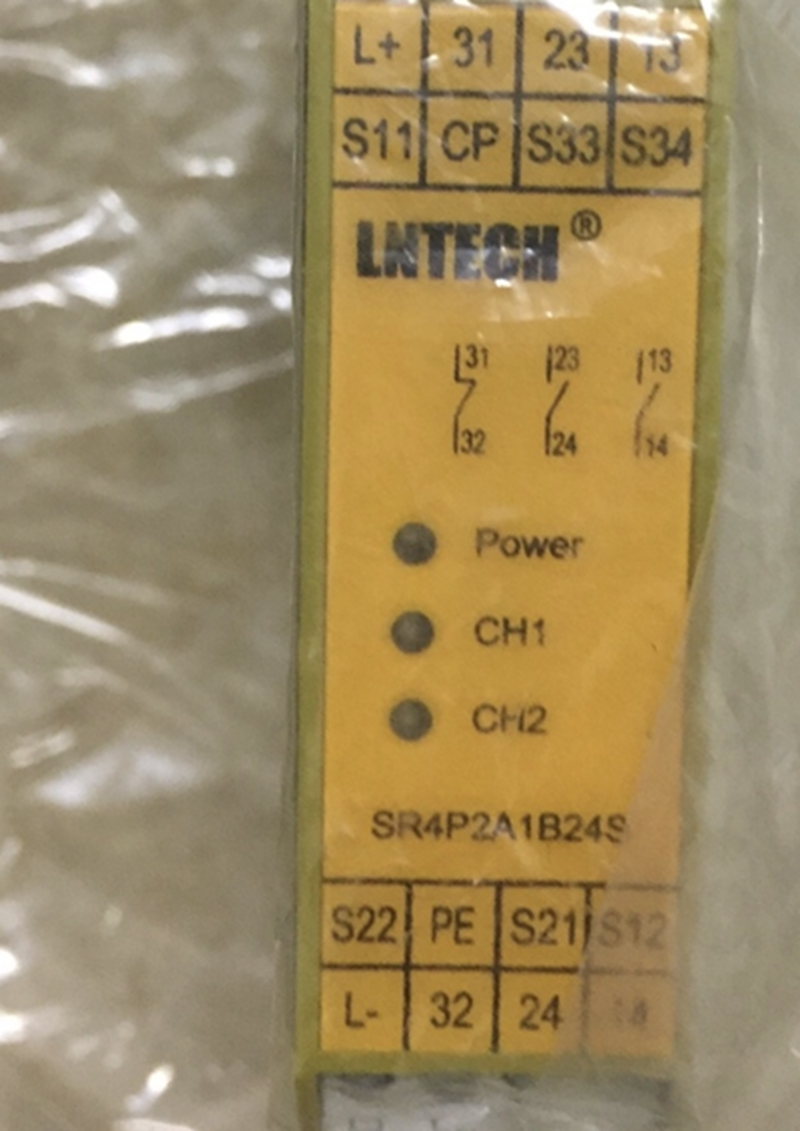 L+ 31 23 13
S11 CP S33 S34
LNTECH®
31 23 13
32 24 14
Power
CH1
CH2
SR4P2A1B24S
S22 PE S21 S12
L- 32 24 14